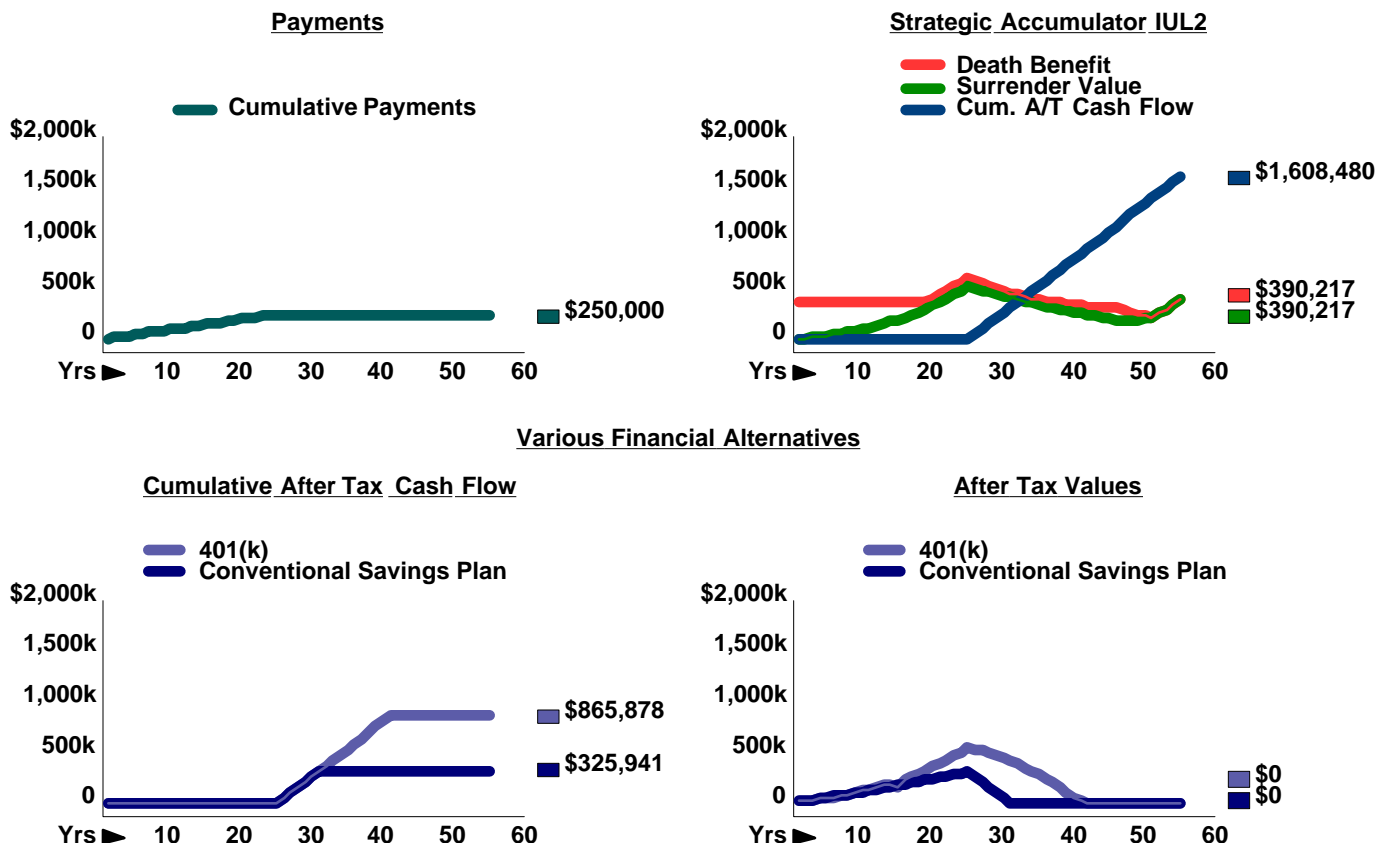 Payments
Cumulative Payments
$2,000k
1,500k
1,000k
500k
0
Yrs 10 20 30 40 50 60
$250,000
Strategic Accumulator IUL2
Death Benefit
Surrender Value
Cum. A/T Cash Flow
$2,000k
1,500k
1,000k
500k
0
Yrs 10 20 30 40 50 60
$1,608,480
$390,217
$390,217
Various Financial Alternatives
Cumulative After Tax Cash Flow
401(k)
Conventional Savings Plan
$2,000k
1,500k
1,000k
500k
0
Yrs 10 20 30 40 50 60
$865,878
$325,941
After Tax Values
401(k)
Conventional Savings Plan
$2,000k
1,500k
1,000k
500k
0
Yrs 10 20 30 40 50 60
$0
$0